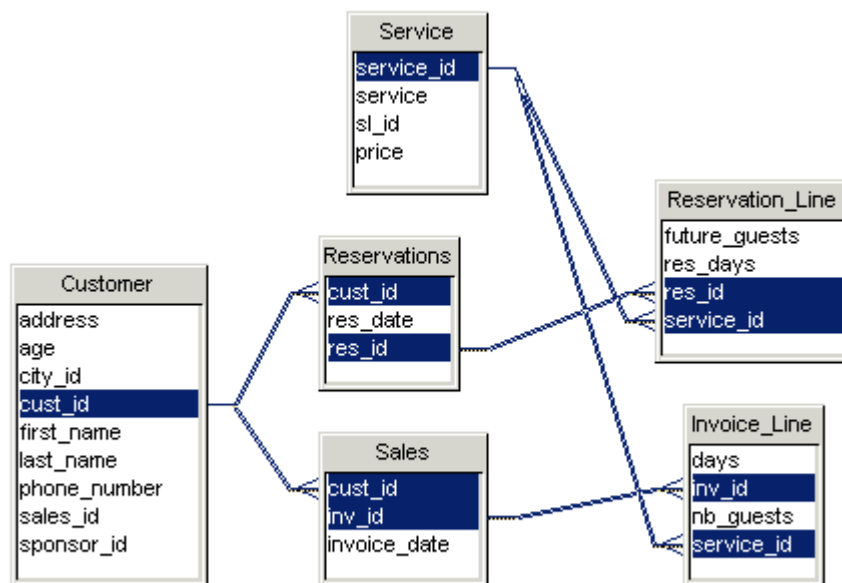 Service
service_id
service
sl_id
price
Reservation_Line
future_guests
res_days
res_id
service_id
Reservations
cust_id
res_date
res_id
Customer
address
age
city_id
cust_id
first_name
last_name
phone_number
sales_id
sponsor_id
Sales
cust_id
inv_id
invoice_date
Invoice_Line
days
inv_id
nb_guests
service_id